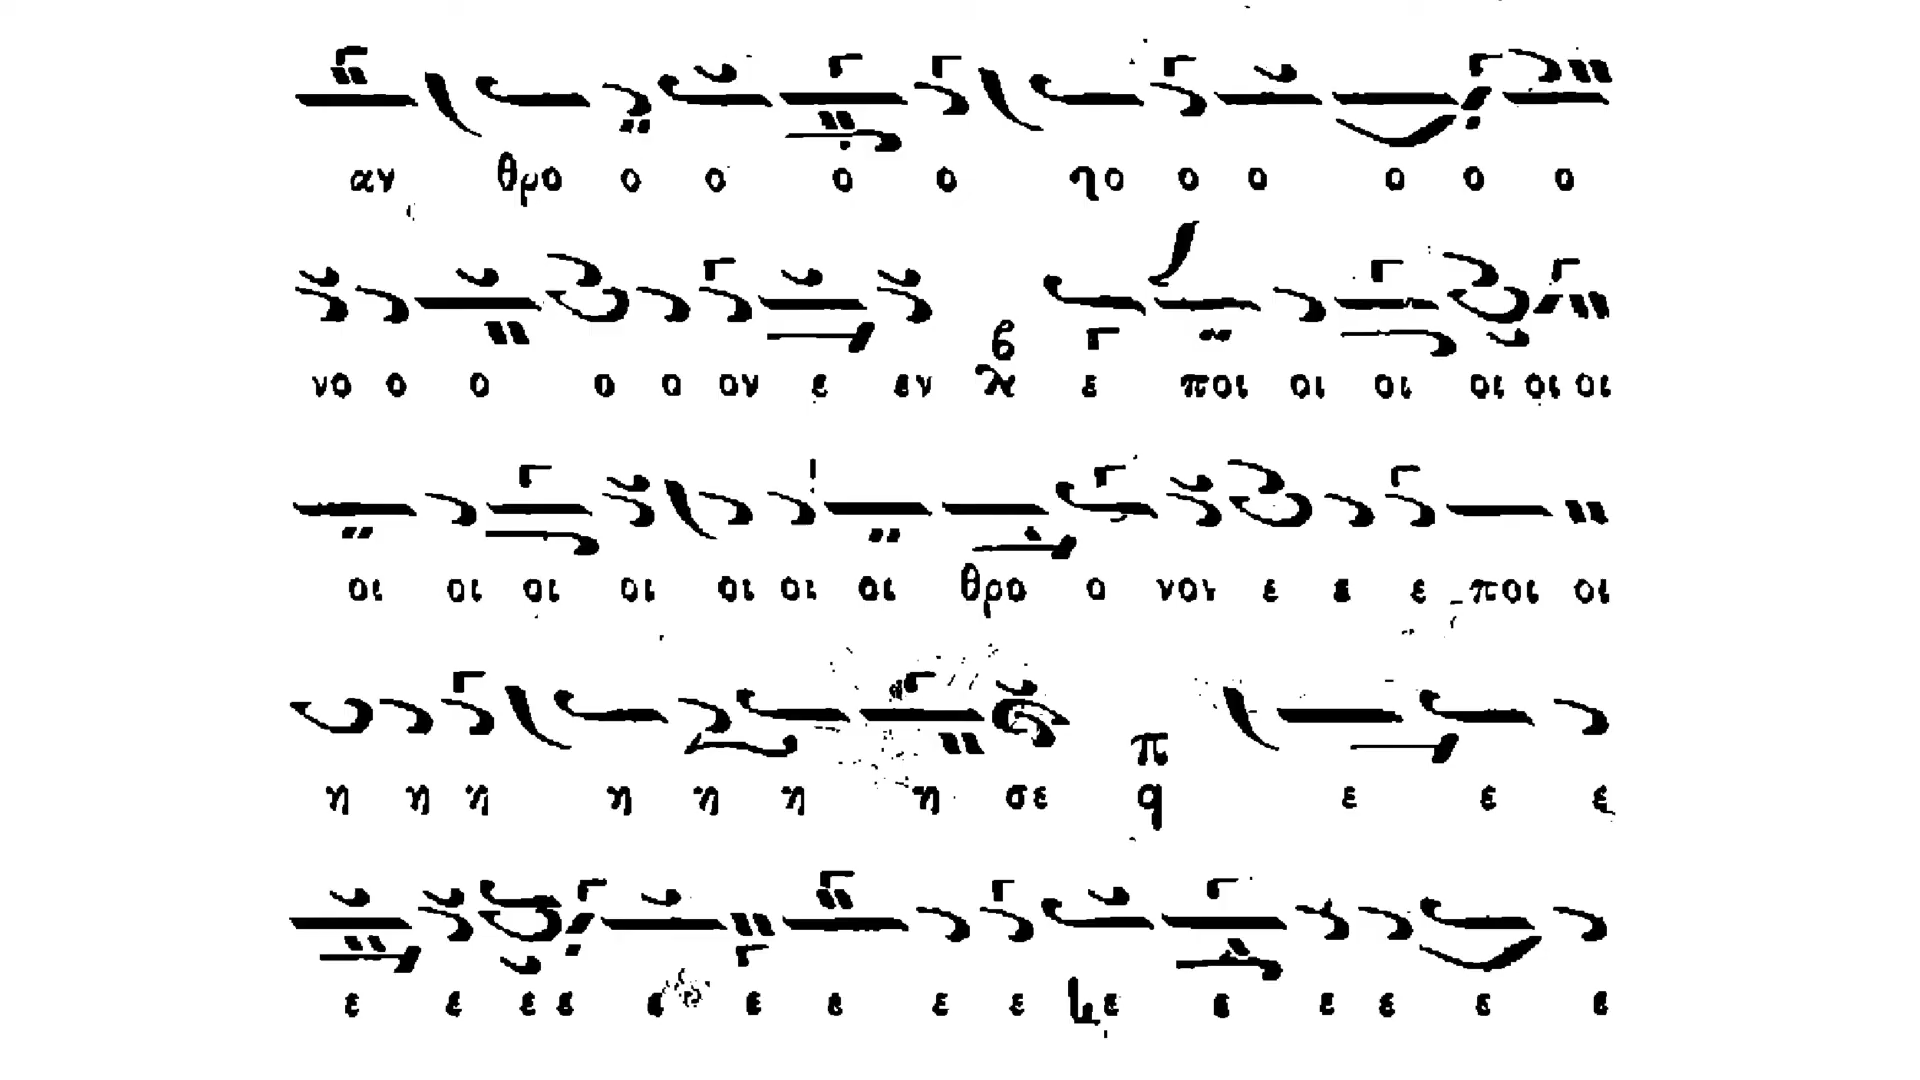 αν θρο ο ο ο ο το ο ο ο ο ο
νο ο ο ο ο ον ε εν ϐ ε ποι οι οι οι οι οι
οι οι οι οι οι οι οι θρο ο νον ε ε ε ποι οι
η η η η η η η σε π q ε ε ε
ε ε ε ε ε ε ε ε ε ε ε ε ε ε